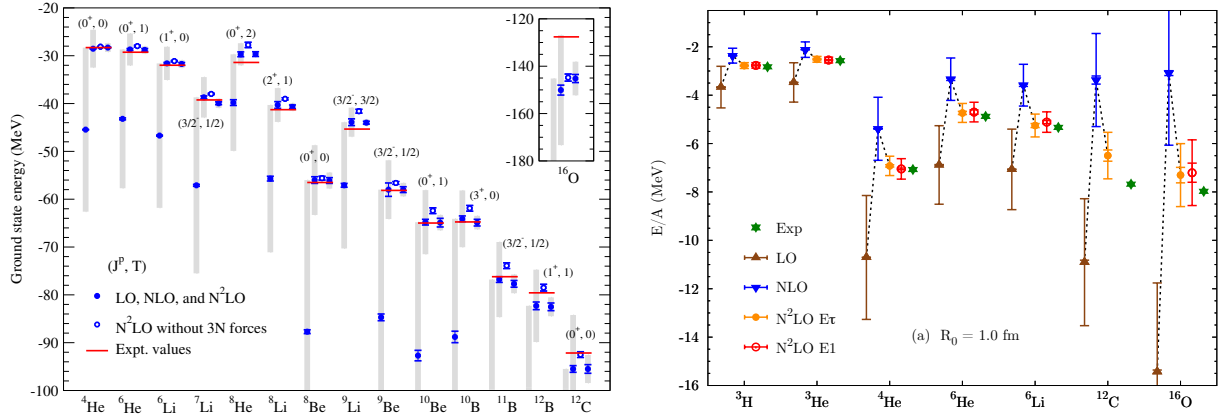 Ground state energy (MeV)
-20
-30
-40
-50
-60
-70
-80
-90
-100
(0⁺, 0)
(0⁺, 1)
(1⁺, 0)
(0⁺, 2)
(3/2⁻, 1/2)
(2⁺, 1)
(3/2⁻, 3/2)
(0⁺, 0)
(3/2⁻, 1/2)
(0⁺, 1)
(3⁺, 0)
(3/2⁻, 1/2)
(1⁺, 1)
(0⁺, 0)
(Jᵖ, T)
LO, NLO, and N²LO
N²LO without 3N forces
Expt. values
⁴He ⁶He ⁶Li ⁷Li ⁸He ⁸Li ⁸Be ⁹Li ⁹Be ¹⁰Be ¹⁰B ¹¹B ¹²B ¹²C
-120
-140
-160
-180
¹⁶O
E/A (MeV)
-2
-4
-6
-8
-10
-12
-14
-16
Exp
LO
NLO
N²LO Eτ
N²LO E1
(a) R₀ = 1.0 fm
³H ³He ⁴He ⁶He ⁶Li ¹²C ¹⁶O